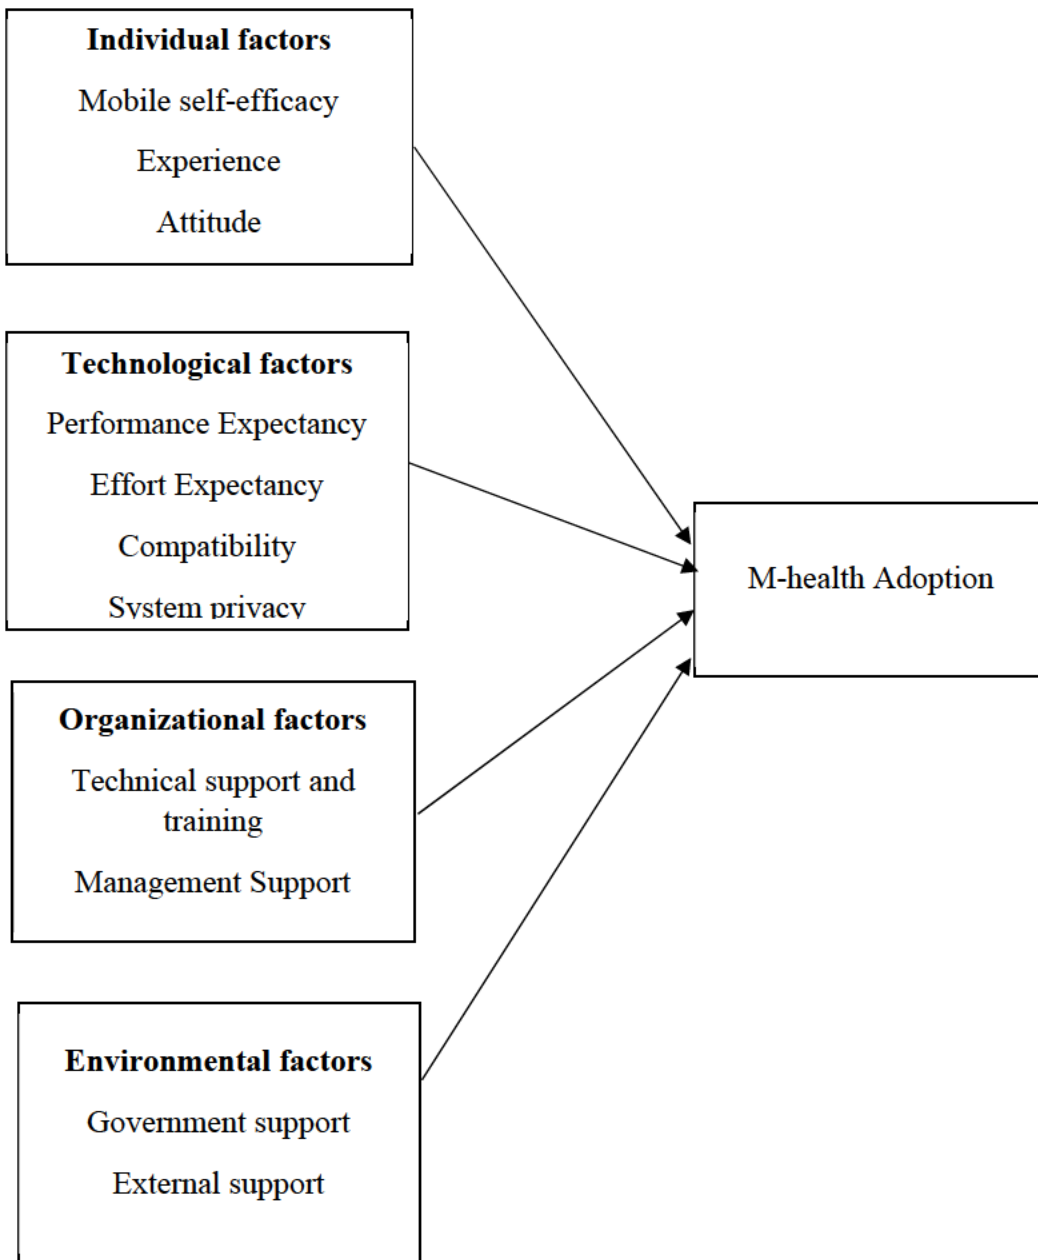 Individual factors
Mobile self-efficacy
Experience
Attitude
Technological factors
Performance Expectancy
Effort Expectancy
Compatibility
System privacy
M-health Adoption
Organizational factors
Technical support and
training
Management Support
Environmental factors
Government support
External support